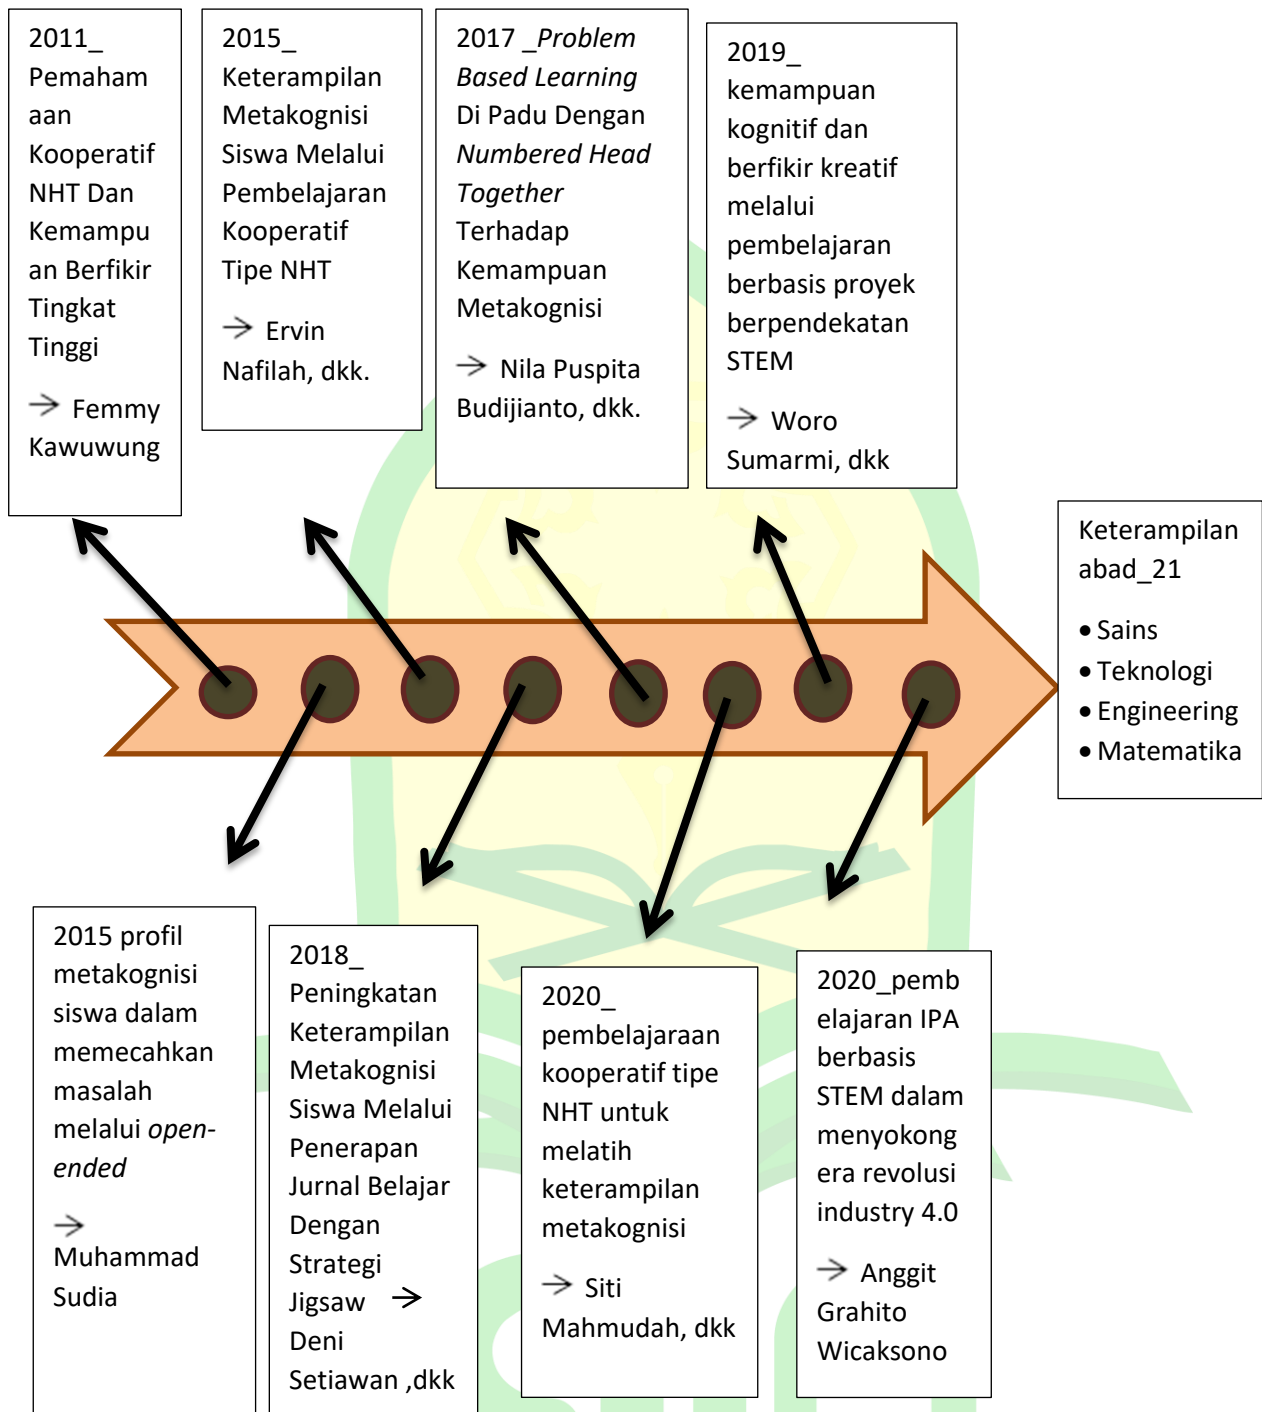 2011_
Pemaham
aan
Kooperatif
NHT Dan
Kemampu
an Berfikir
Tingkat
Tinggi
→ Femmy
Kawuwung
2015_
Keterampilan
Metakognisi
Siswa Melalui
Pembelajaran
Kooperatif
Tipe NHT
→ Ervin
Nafilah, dkk.
2017 _Problem
Based Learning
Di Padu Dengan
Numbered Head
Together
Terhadap
Kemampuan
Metakognisi
→ Nila Puspita
Budijianto, dkk.
2019_
kemampuan
kognitif dan
berfikir kreatif
melalui
pembelajaran
berbasis proyek
berpendekatan
STEM
→ Woro
Sumarmi, dkk
Keterampilan
abad_21
• Sains
• Teknologi
• Engineering
• Matematika
2015 profil
metakognisi
siswa dalam
memecahkan
masalah
melalui open-
ended
→
Muhammad
Sudia
2018_
Peningkatan
Keterampilan
Metakognisi
Siswa Melalui
Penerapan
Jurnal Belajar
Dengan
Strategi
Jigsaw →
Deni
Setiawan ,dkk
2020_
pembelajaraan
kooperatif tipe
NHT untuk
melatih
keterampilan
metakognisi
→ Siti
Mahmudah, dkk
2020_pemb
elajaran IPA
berbasis
STEM dalam
menyokong
era revolusi
industry 4.0
→ Anggit
Grahito
Wicaksono